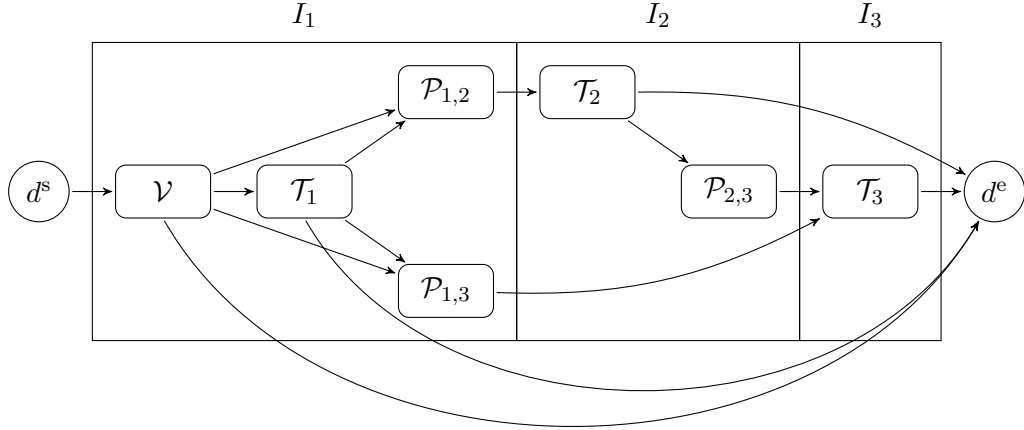 I₁ I₂ I₃
𝒫₁,₂ 𝒯₂
dˢ 𝒱 𝒯₁ 𝒫₂,₃ 𝒯₃ dᵉ
𝒫₁,₃